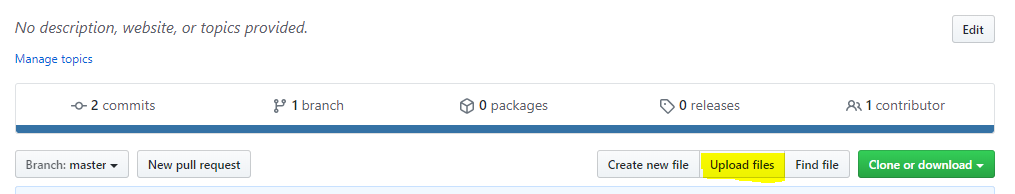 No description, website, or topics provided.
Edit
Manage topics
2 commits
1 branch
0 packages
0 releases
1 contributor
Branch: master
New pull request
Create new file
Upload files
Find file
Clone or download